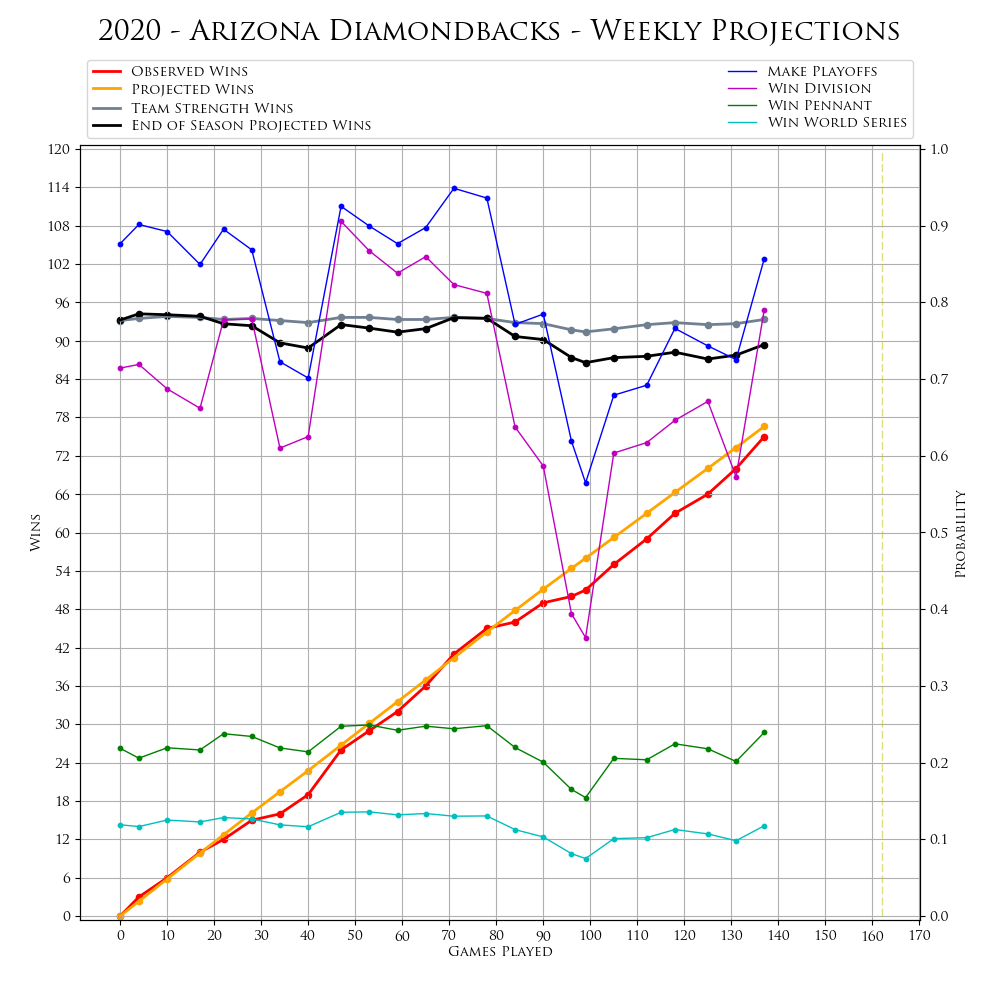 2020 - Arizona Diamondbacks - Weekly Projections
Observed Wins
Projected Wins
Team Strength Wins
End of Season Projected Wins
Make Playoffs
Win Division
Win Pennant
Win World Series
120
114
108
102
96
90
84
78
72
66
60
54
48
42
36
30
24
18
12
6
0
Wins
1.0
0.9
0.8
0.7
0.6
0.5
0.4
0.3
0.2
0.1
0.0
Probability
0 10 20 30 40 50 60 70 80 90 100 110 120 130 140 150 160 170
Games Played